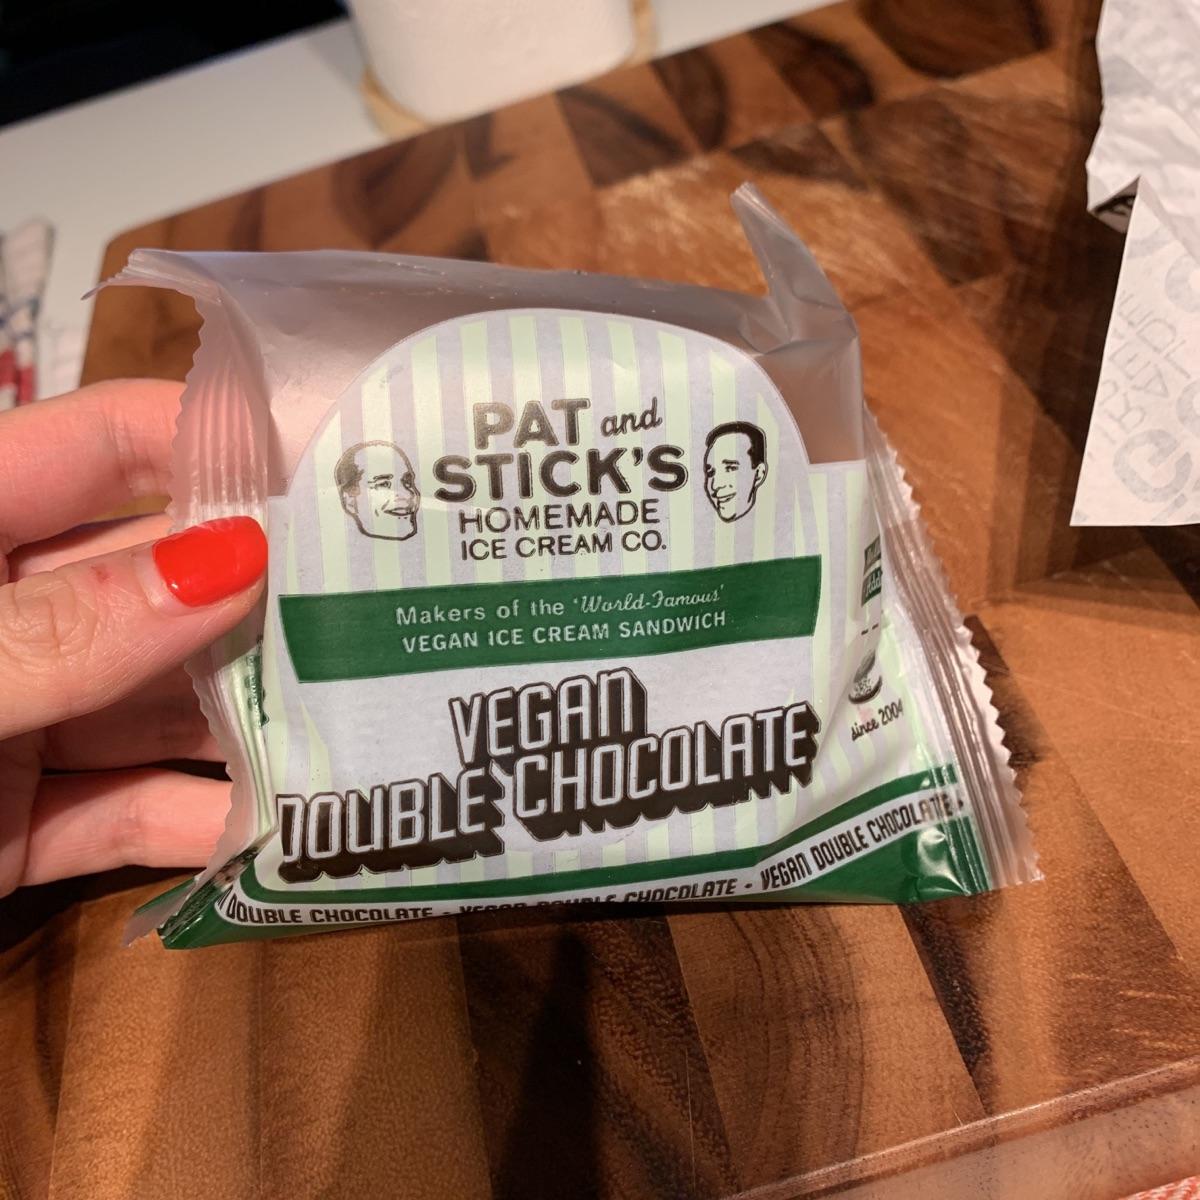 PAT and
STICK'S
HOMEMADE
ICE CREAM CO.
Makers of the 'World-Famous'
VEGAN ICE CREAM SANDWICH
VEGAN
DOUBLE CHOCOLATE
since 2004
DOUBLE CHOCOLATE • VEGAN DOUBLE CHOCOLATE • VEGAN DOUBLE CHOCOLATE •